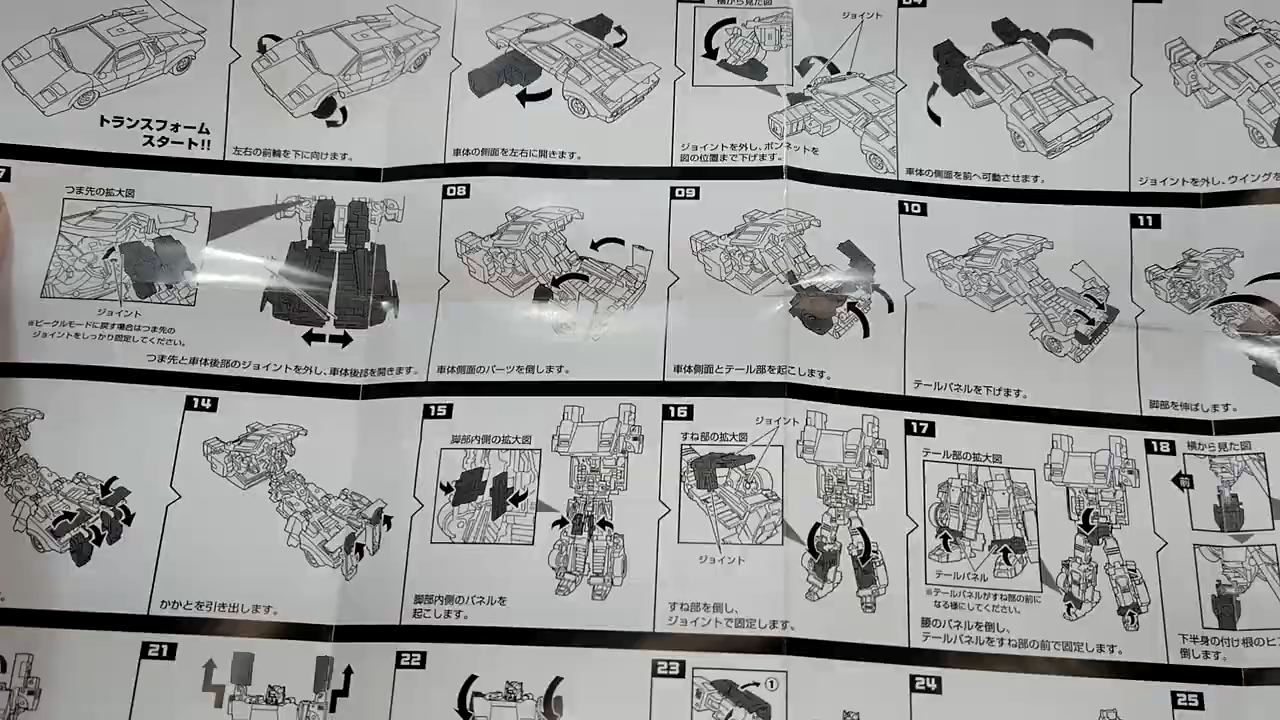 トランスフォーム
スタート!!
左右の前輪を下に向けます。
車体の側面を左右に開きます。
横から見た図
ジョイント
ジョイントを外し、ボンネットを
図の位置まで下げます。
04
車体の側面を前へ可動させます。
ジョイントを外し、ウイングを
7
つま先の拡大図
ジョイント
※ビークルモードに戻す場合はつま先の
ジョイントをしっかり固定してください。
つま先と車体後部のジョイントを外し、車体後部を開きます。
08
車体側面のパーツを倒します。
09
車体側面とテール部を起こします。
10
テールパネルを下げます。
11
脚部を伸ばします。
14
かかとを引き出します。
15
脚部内側の拡大図
脚部内側のパネルを
起こします。
16
すね部の拡大図
ジョイント
ジョイント
すね部を倒し、
ジョイントで固定します。
17
テール部の拡大図
テールパネル
※テールパネルがすね部の前に
なる様にしてください。
腰のパネルを倒し、
テールパネルをすね部の前で固定します。
18
横から見た図
前
下半身の付け根のヒ
倒します。
21
22
23
①
24
25